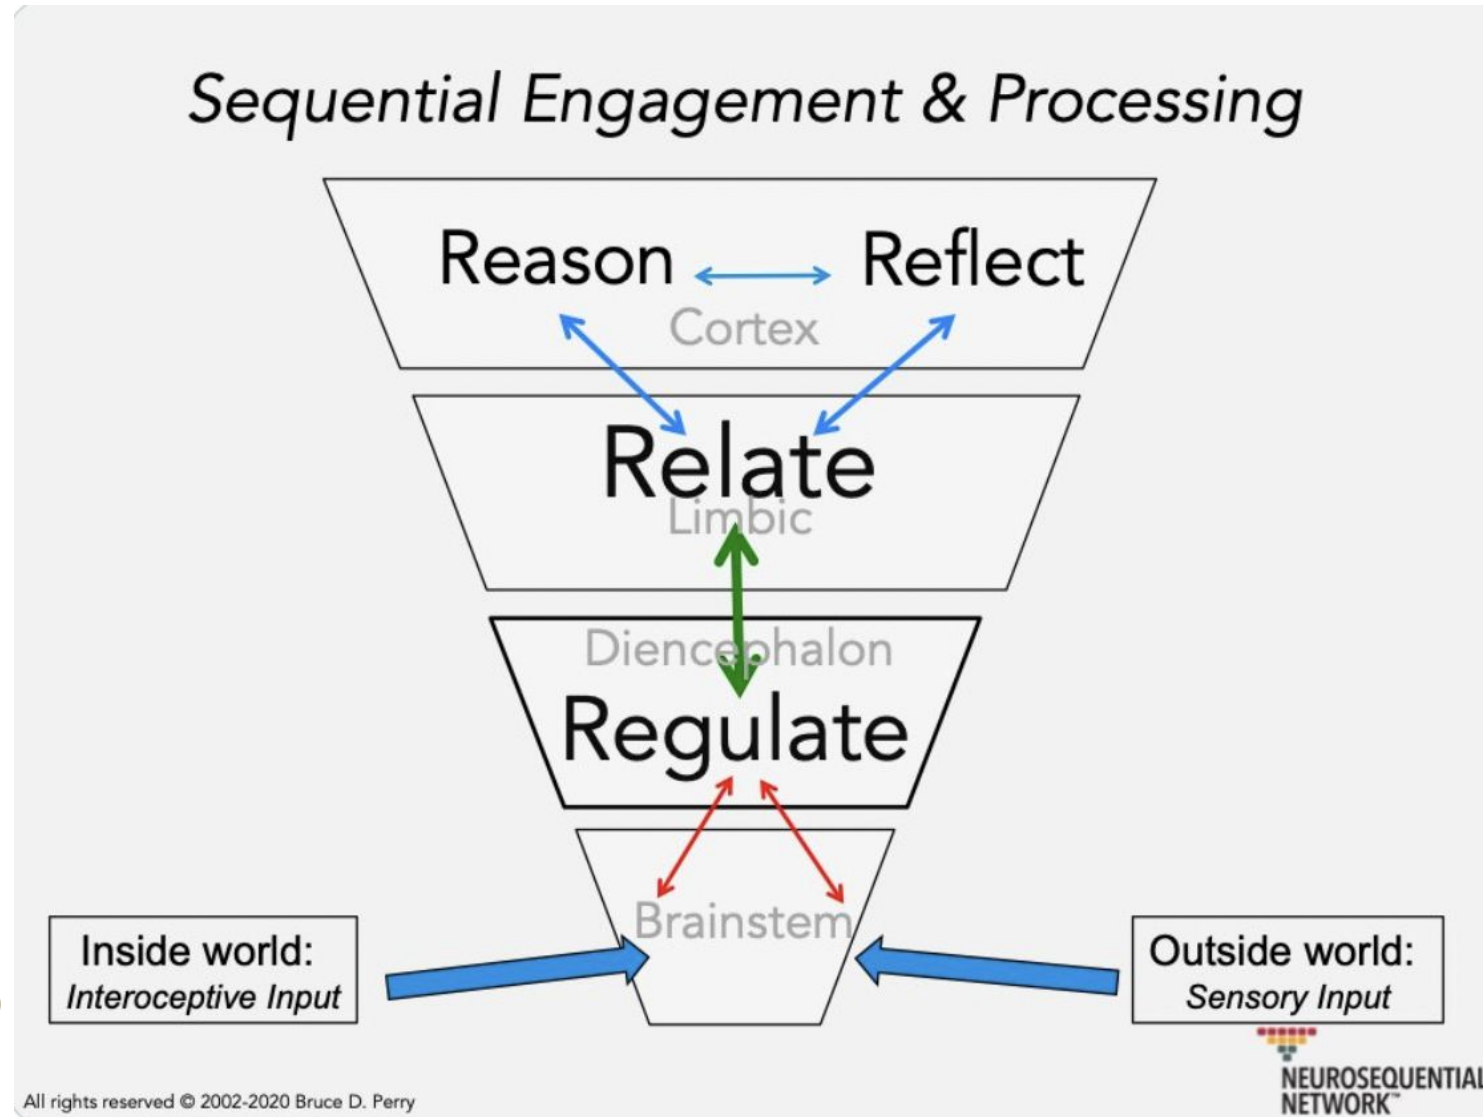 Sequential Engagement & Processing
Reason Reflect
Cortex
Relate
Limbic
Diencephalon
Regulate
Brainstem
Inside world:
Interoceptive Input
Outside world:
Sensory Input
NEUROSEQUENTIAL
NETWORK™
All rights reserved © 2002-2020 Bruce D. Perry